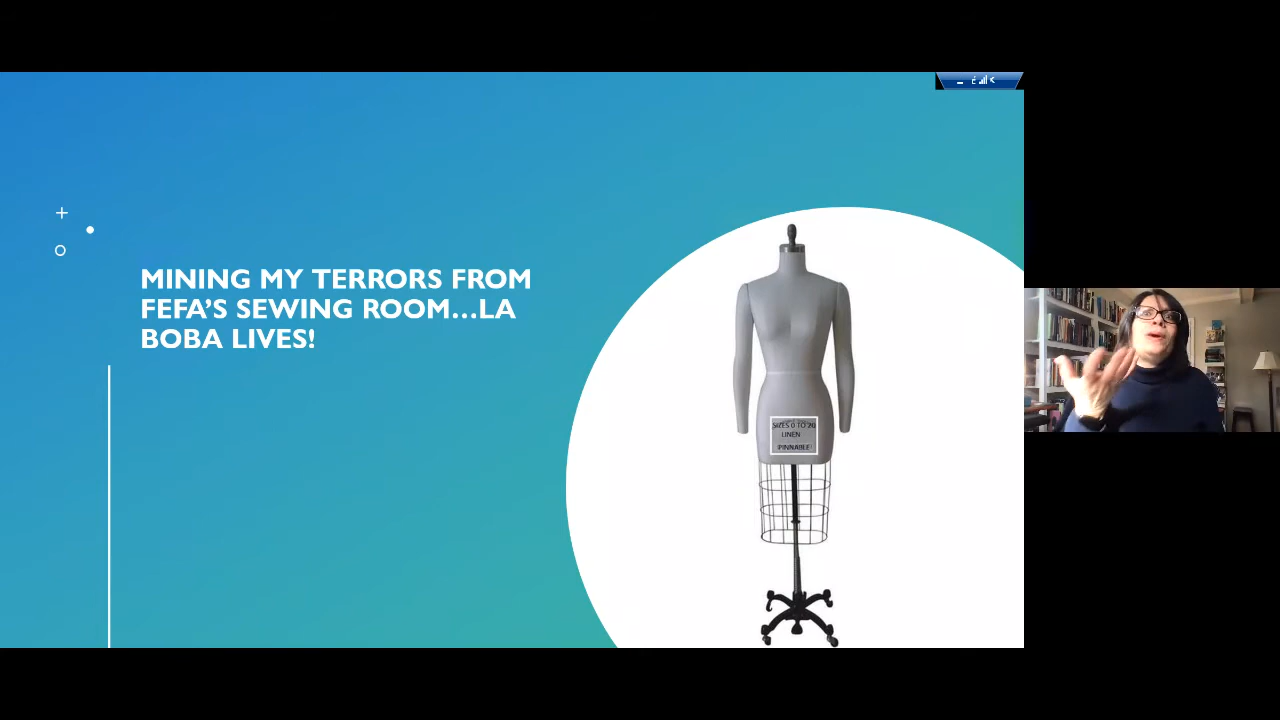 MINING MY TERRORS FROM
FEFA'S SEWING ROOM...LA
BOBA LIVES!
SIZES 0 TO 20
LINEN
PINNABLE